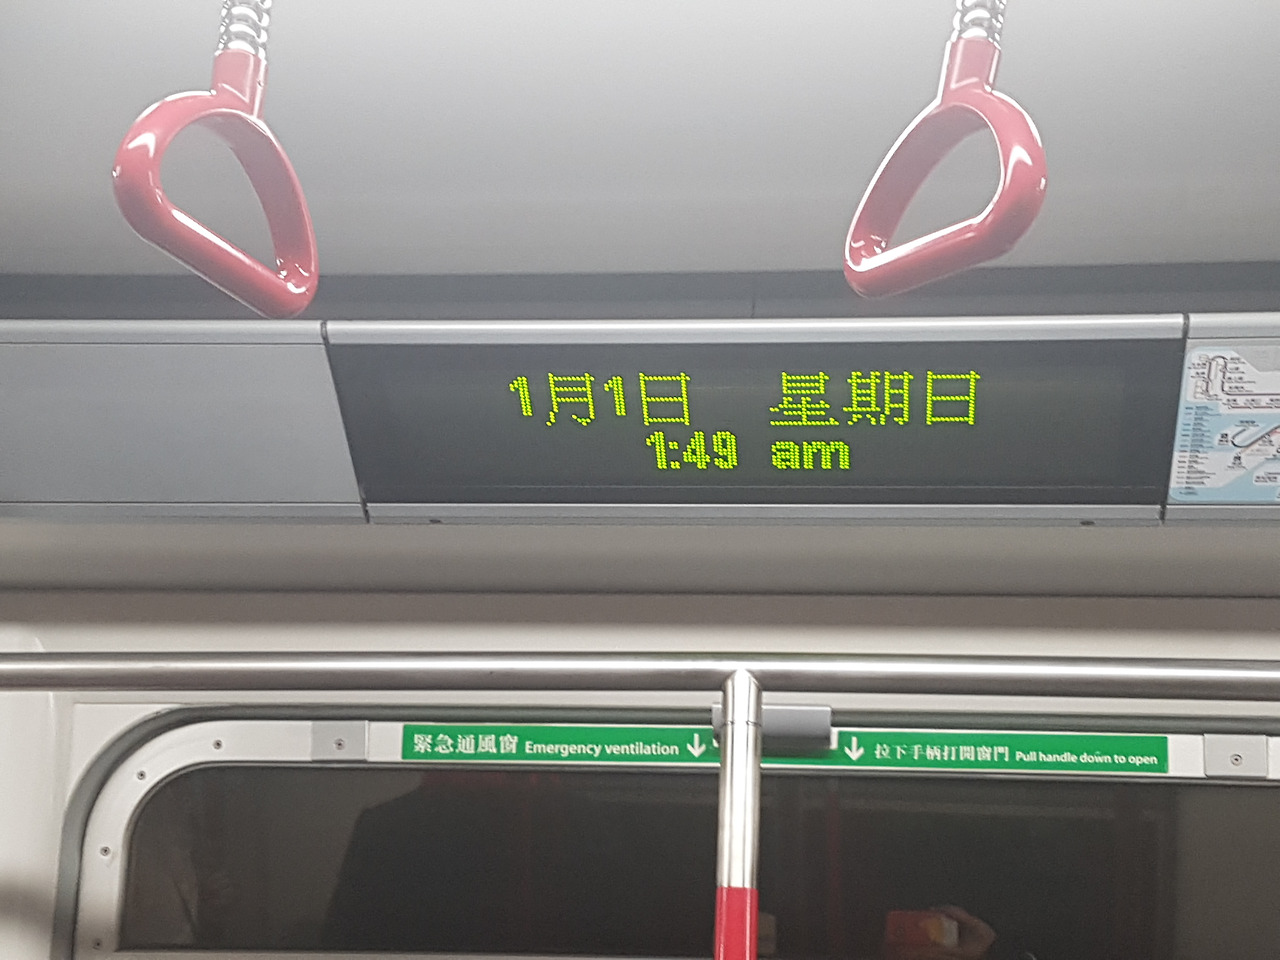 1月1日 星期日
1:49 am
緊急通風窗 Emergency ventilation ↓
↓ 拉下手柄打開窗門 Pull handle down to open